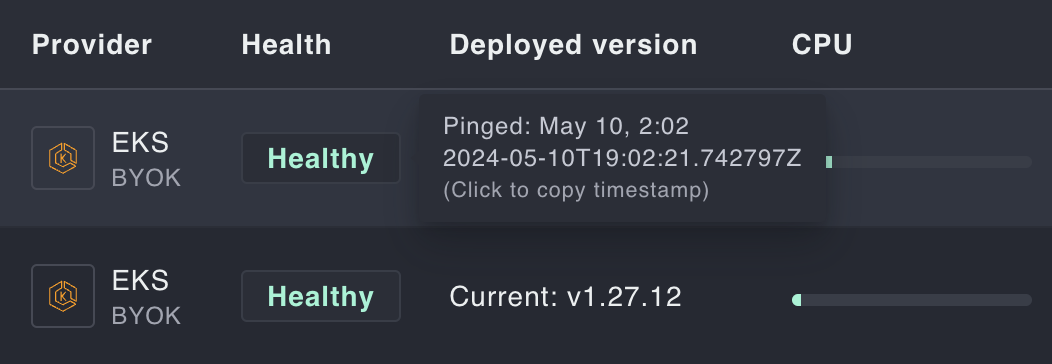 Provider Health Deployed version CPU
EKS
BYOK
Healthy
Pinged: May 10, 2:02
2024-05-10T19:02:21.742797Z
(Click to copy timestamp)
EKS
BYOK
Healthy
Current: v1.27.12